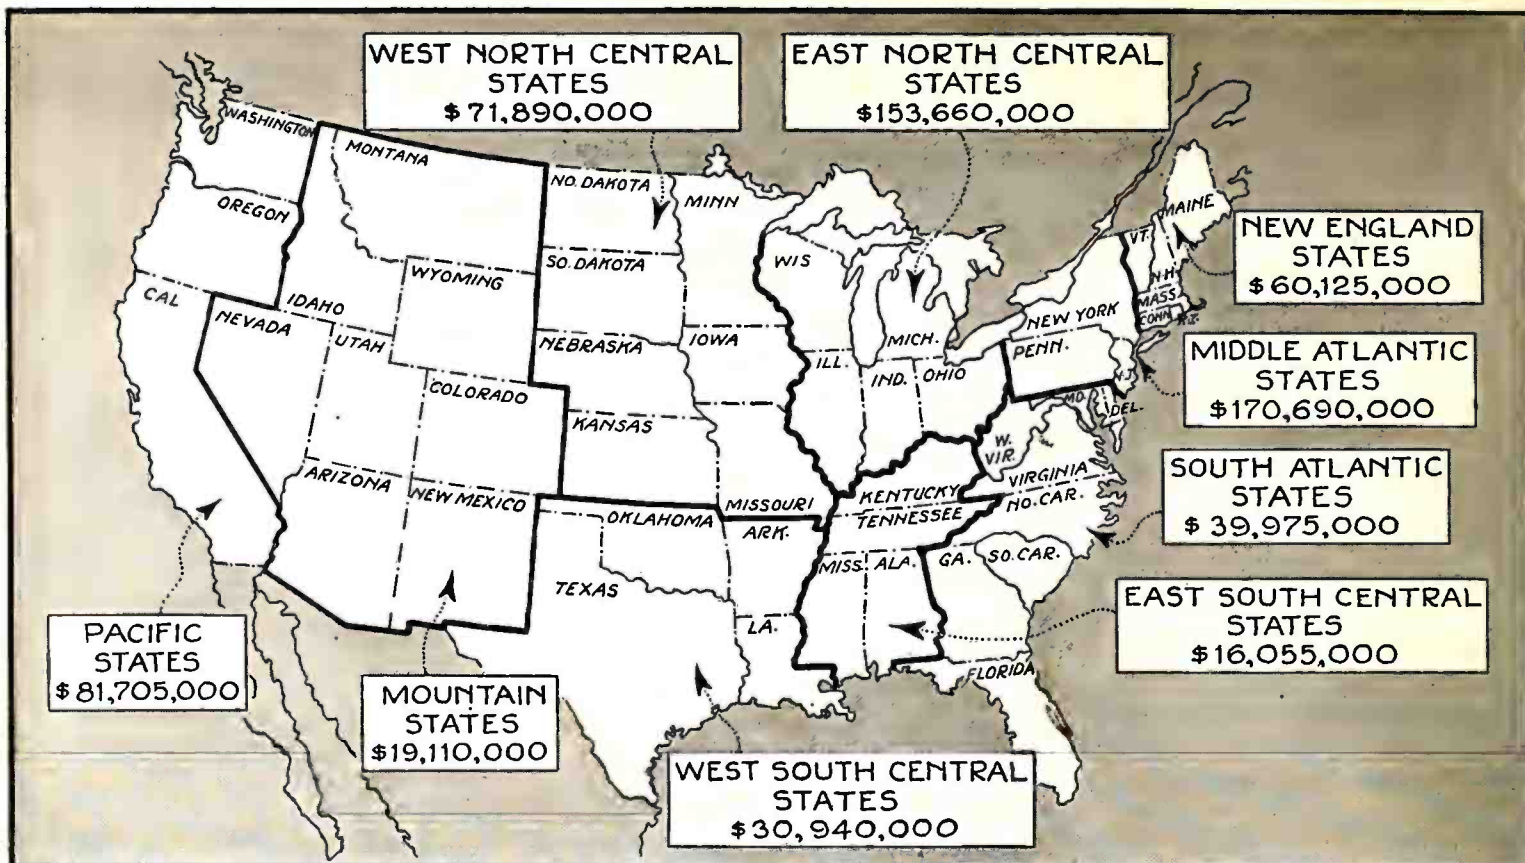 WEST NORTH CENTRAL
STATES
$71,890,000
EAST NORTH CENTRAL
STATES
$153,660,000
NEW ENGLAND
STATES
$60,125,000
MIDDLE ATLANTIC
STATES
$170,690,000
SOUTH ATLANTIC
STATES
$39,975,000
EAST SOUTH CENTRAL
STATES
$16,055,000
WEST SOUTH CENTRAL
STATES
$30,940,000
MOUNTAIN
STATES
$19,110,000
PACIFIC
STATES
$81,705,000
WASHINGTON
OREGON
CAL
NEVADA
IDAHO
MONTANA
WYOMING
UTAH
COLORADO
ARIZONA
NEW MEXICO
NO. DAKOTA
SO. DAKOTA
NEBRASKA
KANSAS
MINN
IOWA
MISSOURI
OKLAHOMA
TEXAS
ARK.
LA.
WIS
MICH.
ILL.
IND.
OHIO
KENTUCKY
TENNESSEE
MISS.
ALA.
GA.
FLORIDA
SO. CAR.
NO. CAR.
VIRGINIA
W.
VIR.
MD.
DEL.
N.J.
PENN.
NEW YORK
VT.
N.H.
MAINE
MASS.
CONN.
R.I.